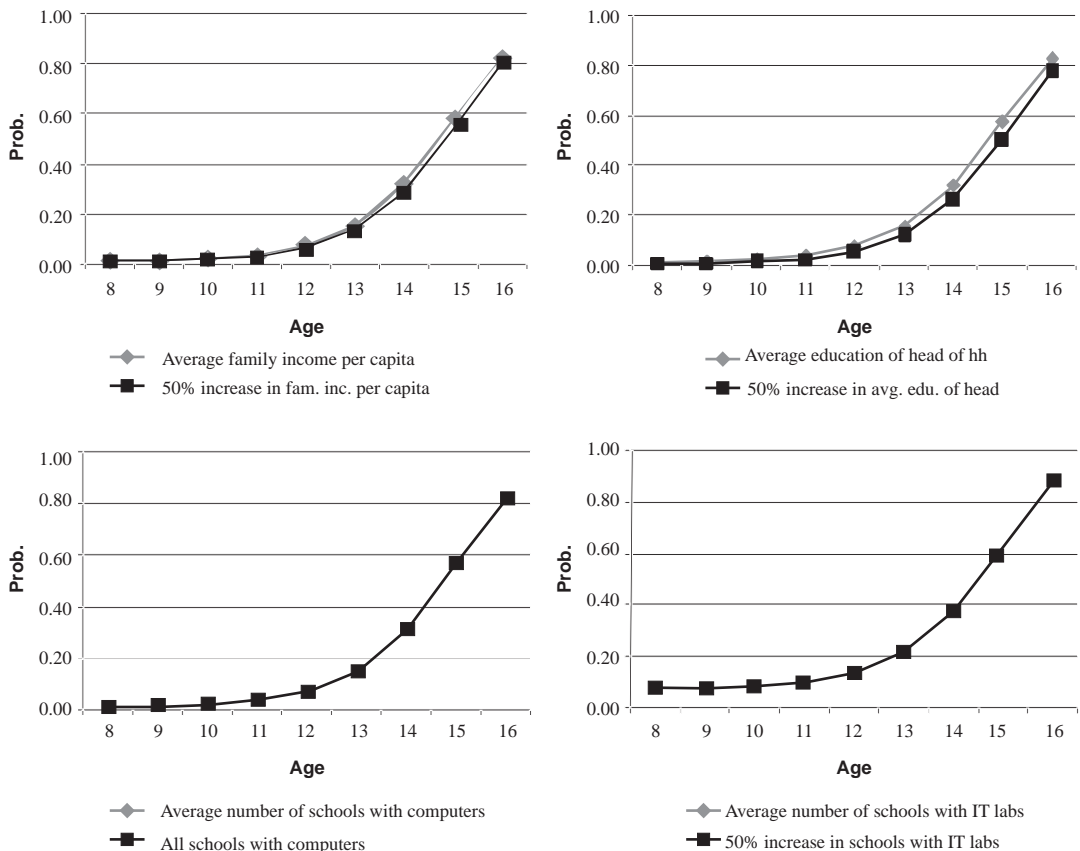 1.00
0.80
0.60
0.40
0.20
0.00
Prob.
8 9 10 11 12 13 14 15 16
Age
Average family income per capita
50% increase in fam. inc. per capita
1.00
0.80
0.60
0.40
0.20
0.00
Prob.
8 9 10 11 12 13 14 15 16
Age
Average education of head of hh
50% increase in avg. edu. of head
1.00
0.80
0.60
0.40
0.20
0.00
Prob.
8 9 10 11 12 13 14 15 16
Age
Average number of schools with computers
All schools with computers
1.00
0.80
0.60
0.40
0.20
0.00
Prob.
8 9 10 11 12 13 14 15 16
Age
Average number of schools with IT labs
50% increase in schools with IT labs